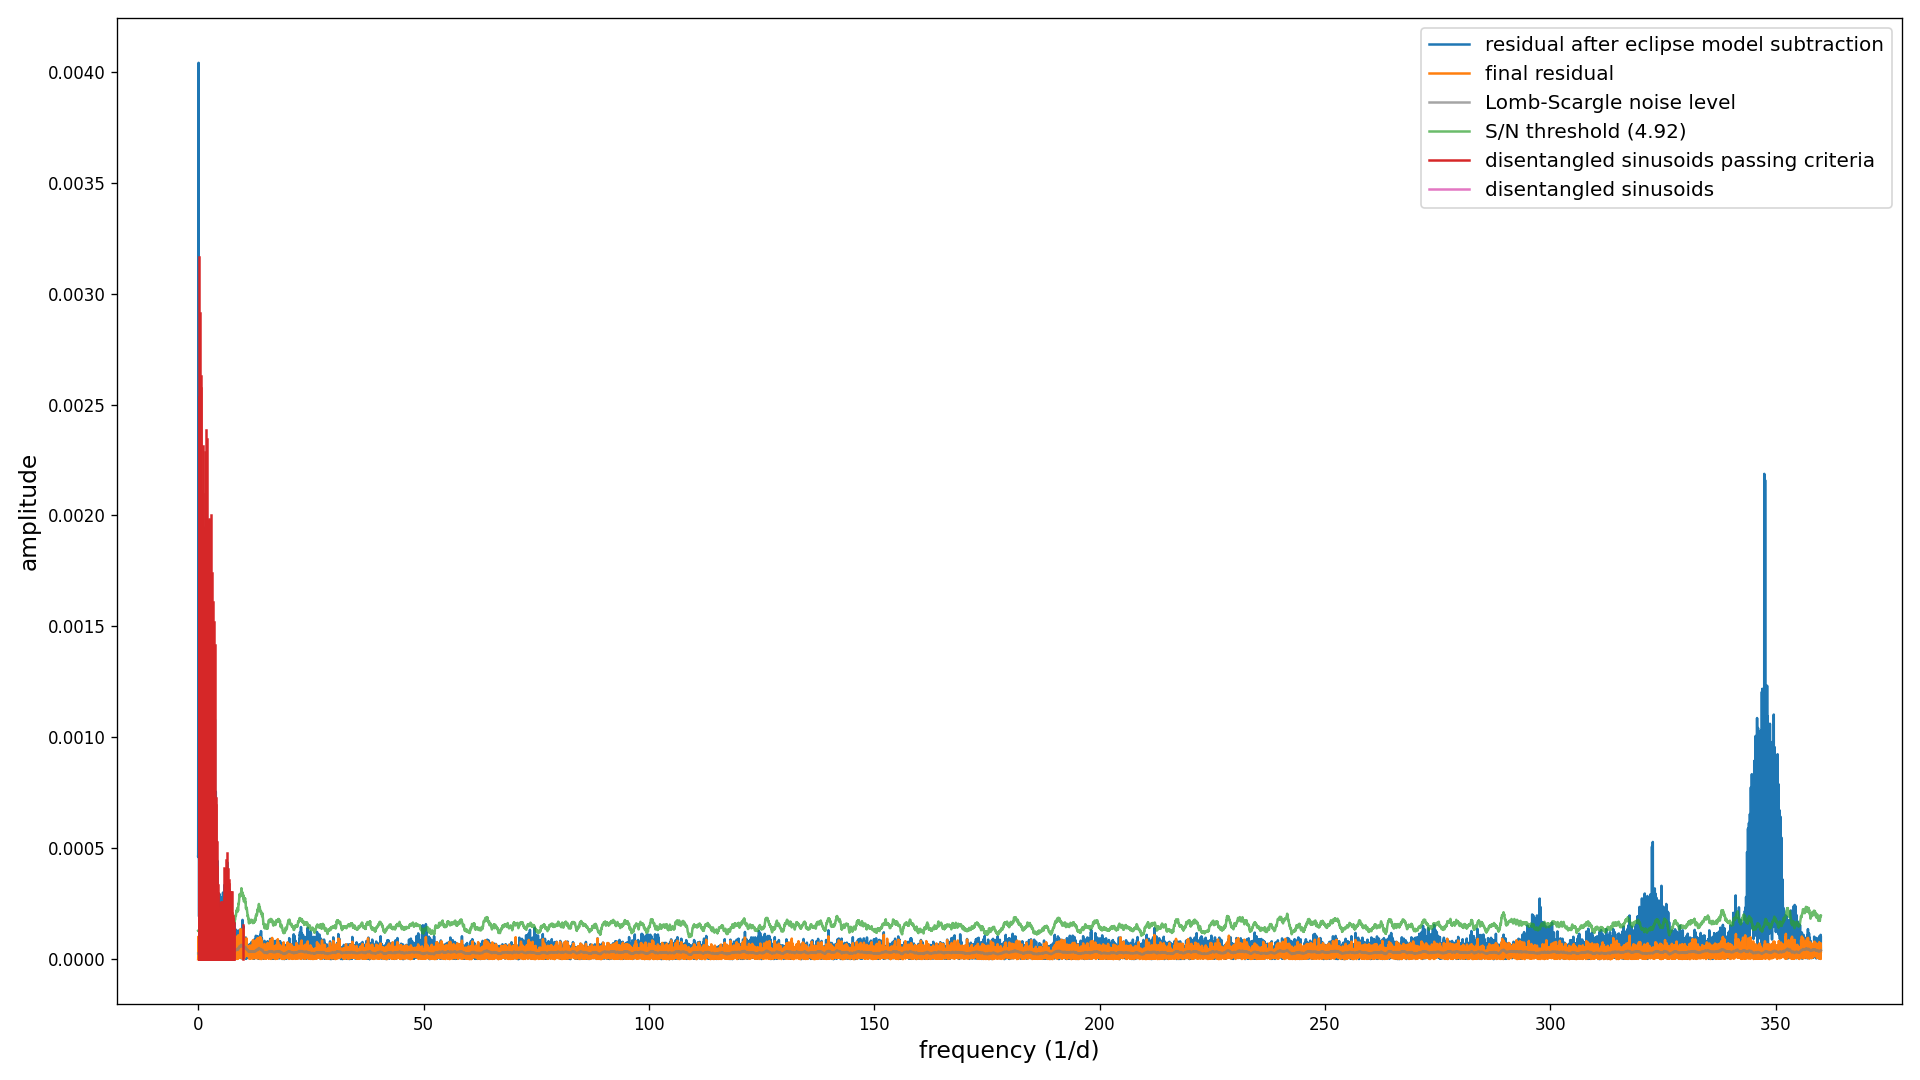 residual after eclipse model subtraction
final residual
Lomb-Scargle noise level
S/N threshold (4.92)
disentangled sinusoids passing criteria
disentangled sinusoids
0.0040
0.0035
0.0030
0.0025
0.0020
0.0015
0.0010
0.0005
0.0000
amplitude
0 50 100 150 200 250 300 350
frequency (1/d)